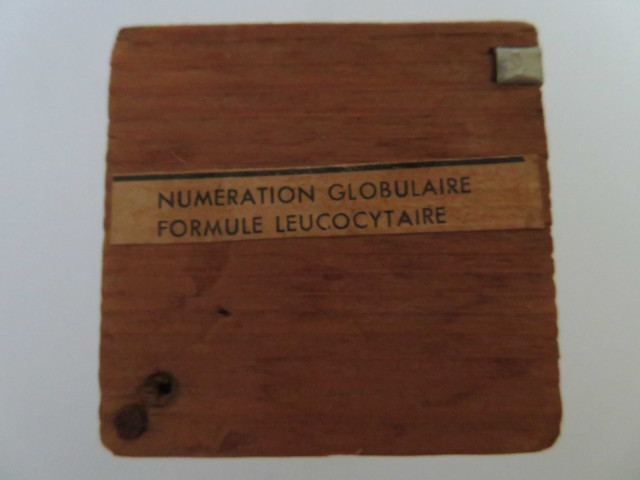 NUMÉRATION GLOBULAIRE
FORMULE LEUCOCYTAIRE